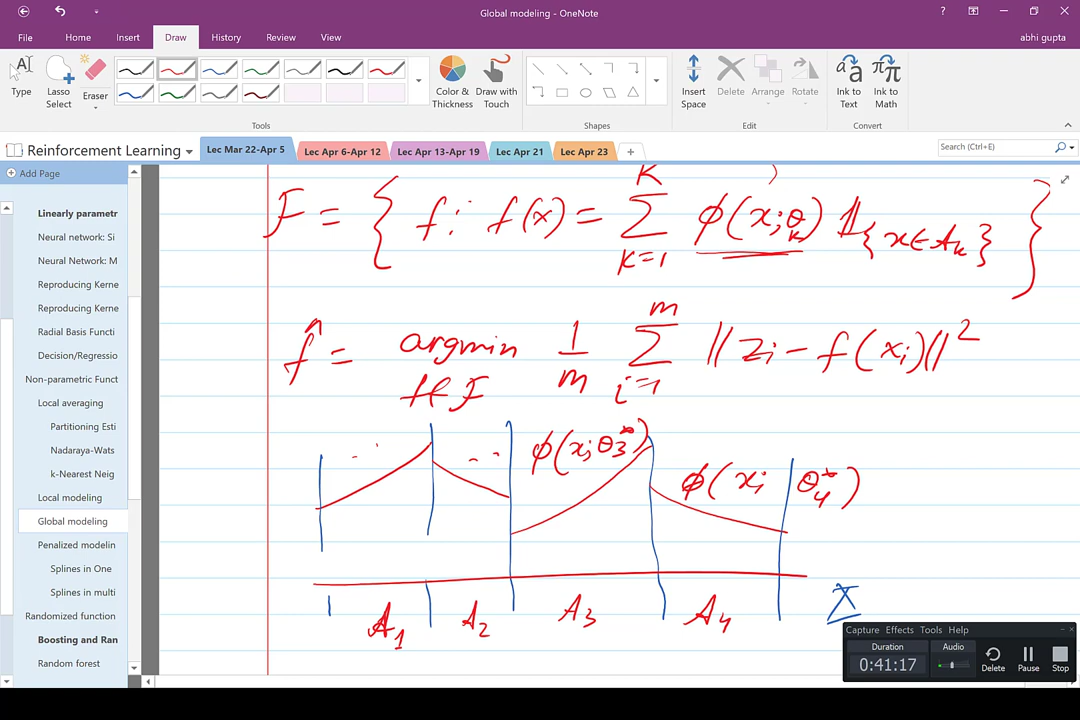 Global modeling - OneNote
?
File Home Insert Draw History Review View
abhi gupta
Type
Lasso Select
Eraser
Color & Thickness
Draw with Touch
Insert Space
Delete
Arrange
Rotate
Ink to Text
Ink to Math
Tools
Shapes
Edit
Convert
Reinforcement Learning
Lec Mar 22-Apr 5
Lec Apr 6-Apr 12
Lec Apr 13-Apr 19
Lec Apr 21
Lec Apr 23
Search (Ctrl+E)
Add Page
Linearly parametr
Neural network: Si
Neural Network: M
Reproducing Kerne
Reproducing Kerne
Radial Basis Functi
Decision/Regressio
Non-parametric Funct
Local averaging
Partitioning Esti
Nadaraya-Wats
k-Nearest Neig
Local modeling
Global modeling
Penalized modelin
Splines in One
Splines in multi
Randomized function
Boosting and Ran
Random forest
F = { f: f(x) = ∑_{k=1}^{K} φ(x;θ_k) 𝟙_{x∈A_k} }
f̂ = argmin_{f∈F} 1/m ∑_{i=1}^{m} ||z_i - f(x_i)||²
φ(x;θ_3*)
φ(x; θ_4*)
A_1 A_2 A_3 A_4 X
Capture Effects Tools Help
Duration
0:41:17
Audio
Delete
Pause
Stop